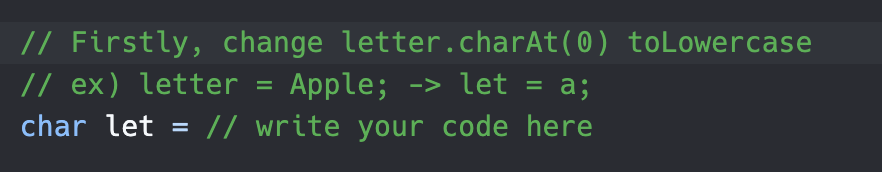 // Firstly, change letter.charAt(0) toLowercase
// ex) letter = Apple; -> let = a;
char let = // write your code here